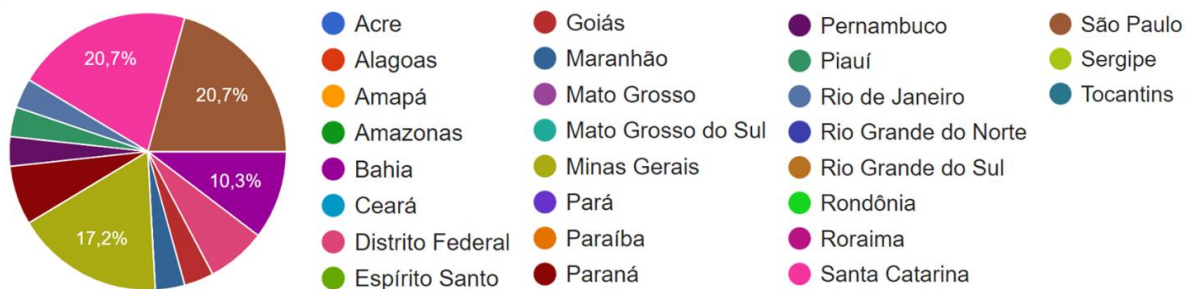 20,7%
20,7%
10,3%
17,2%
Acre
Alagoas
Amapá
Amazonas
Bahia
Ceará
Distrito Federal
Espírito Santo
Goiás
Maranhão
Mato Grosso
Mato Grosso do Sul
Minas Gerais
Pará
Paraíba
Paraná
Pernambuco
Piauí
Rio de Janeiro
Rio Grande do Norte
Rio Grande do Sul
Rondônia
Roraima
Santa Catarina
São Paulo
Sergipe
Tocantins